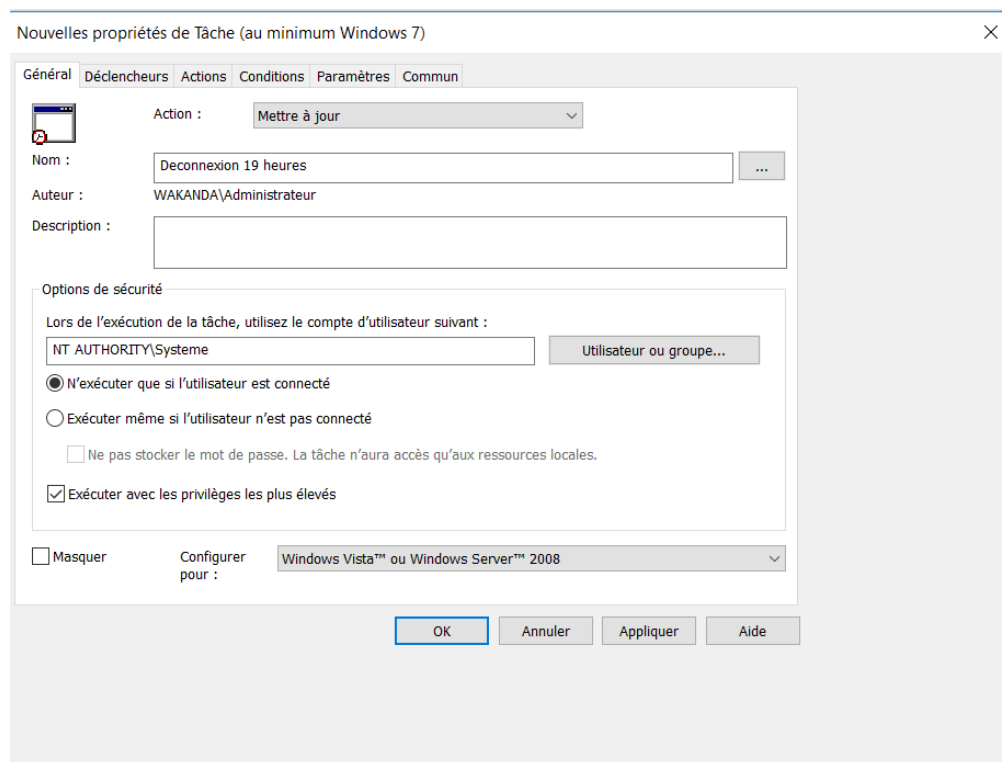 Nouvelles propriétés de Tâche (au minimum Windows 7)
Général Déclencheurs Actions Conditions Paramètres Commun
Action : Mettre à jour
Nom : Deconnexion 19 heures ...
Auteur : WAKANDA\Administrateur
Description :
Options de sécurité
Lors de l'exécution de la tâche, utilisez le compte d'utilisateur suivant :
NT AUTHORITY\Systeme Utilisateur ou groupe...
N'exécuter que si l'utilisateur est connecté
Exécuter même si l'utilisateur n'est pas connecté
Ne pas stocker le mot de passe. La tâche n'aura accès qu'aux ressources locales.
Exécuter avec les privilèges les plus élevés
Masquer Configurer pour : Windows Vista™ ou Windows Server™ 2008
OK Annuler Appliquer Aide